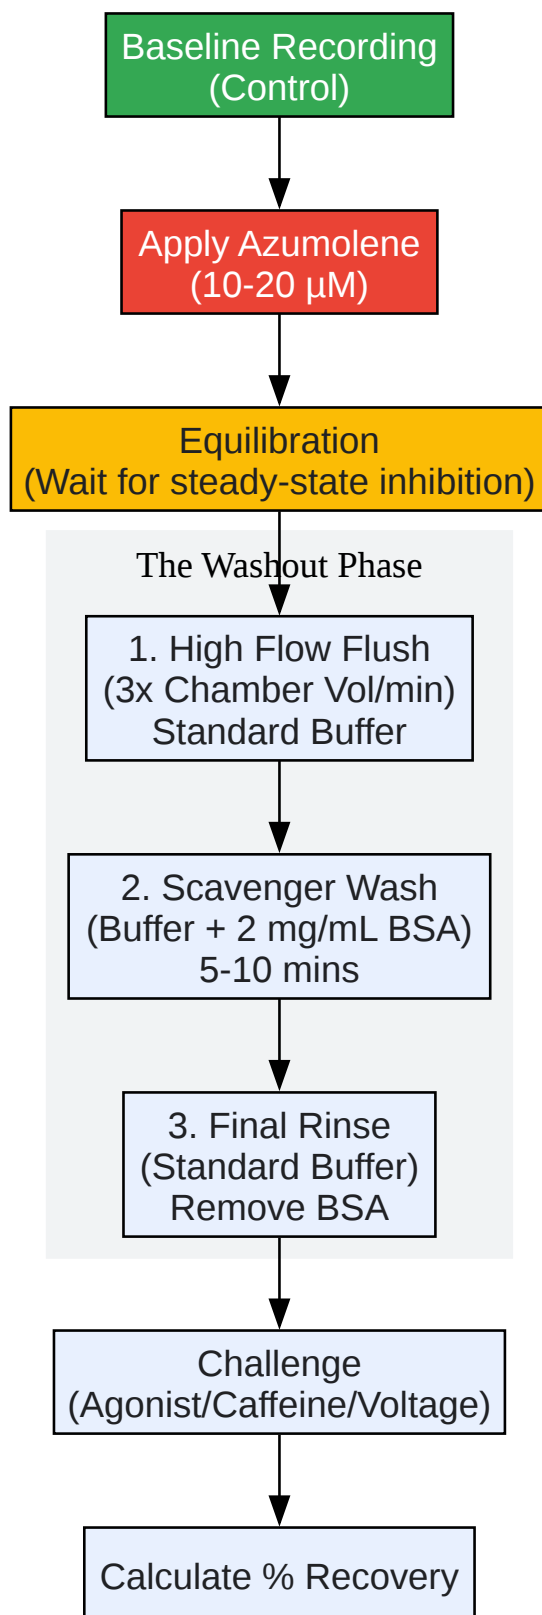 Baseline Recording
(Control)
Apply Azumolene
(10-20 µM)
Equilibration
(Wait for steady-state inhibition)
The Washout Phase
1. High Flow Flush
(3x Chamber Vol/min)
Standard Buffer
2. Scavenger Wash
(Buffer + 2 mg/mL BSA)
5-10 mins
3. Final Rinse
(Standard Buffer)
Remove BSA
Challenge
(Agonist/Caffeine/Voltage)
Calculate % Recovery